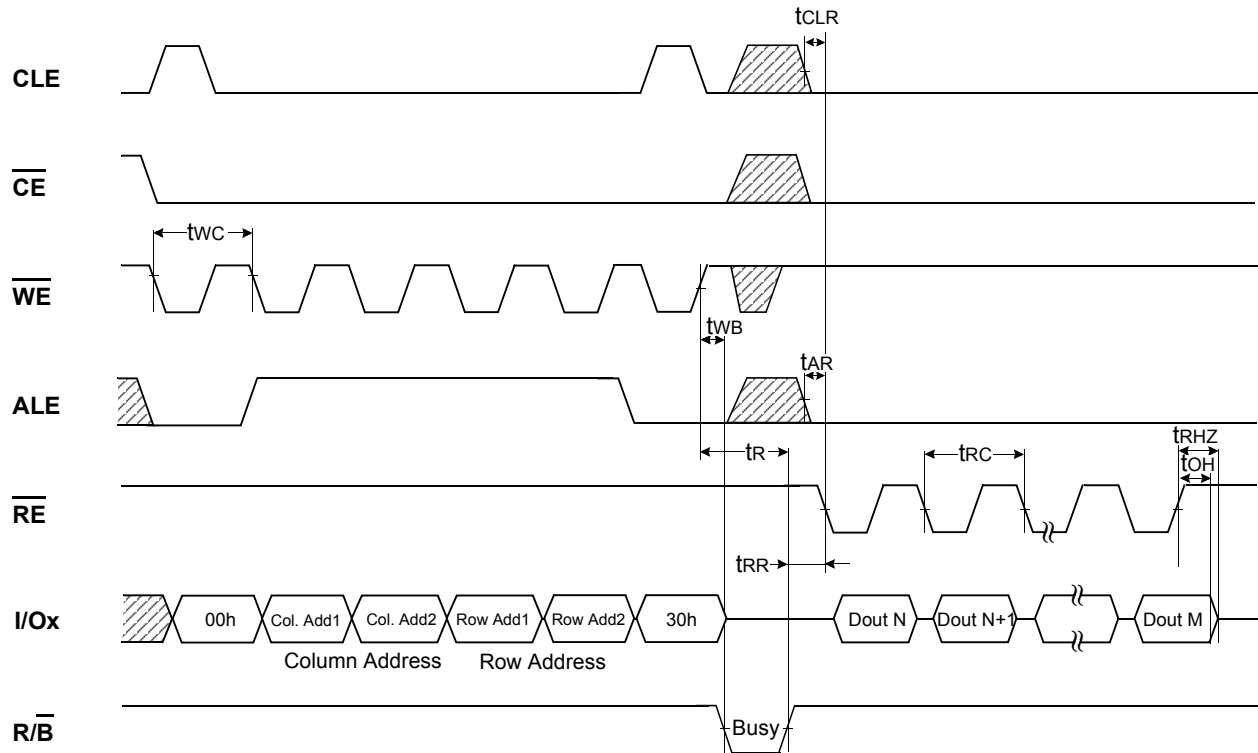 tCLR
CLE
CE
tWC
WE
tWB
tAR
ALE
tR
tRC
tRHZ
tOH
RE
tRR
I/Ox
00h
Col. Add1
Col. Add2
Row Add1
Row Add2
30h
Dout N
Dout N+1
Dout M
Column Address
Row Address
R/B
Busy